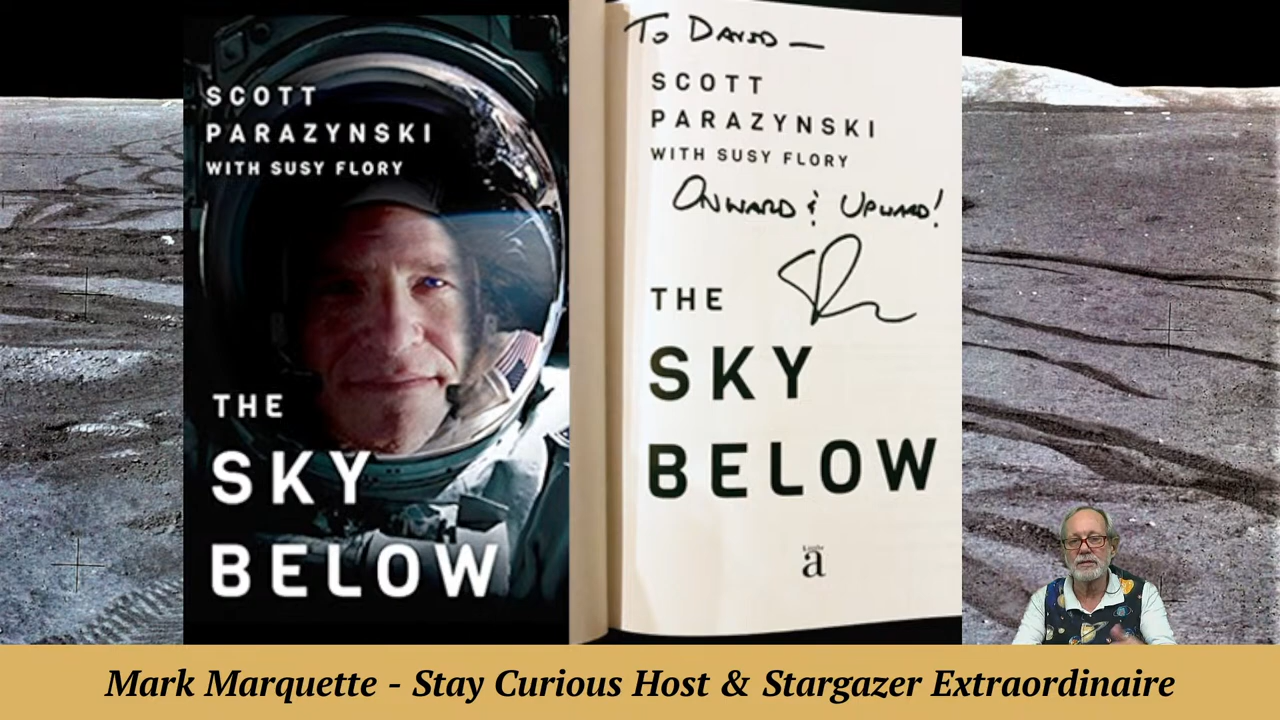 SCOTT
PARAZYNSKI
WITH SUSY FLORY
THE
SKY
BELOW
To DAVID —
SCOTT
PARAZYNSKI
WITH SUSY FLORY
ONWARD & UPWARD!
THE
SKY
BELOW
little
a
Mark Marquette - Stay Curious Host & Stargazer Extraordinaire